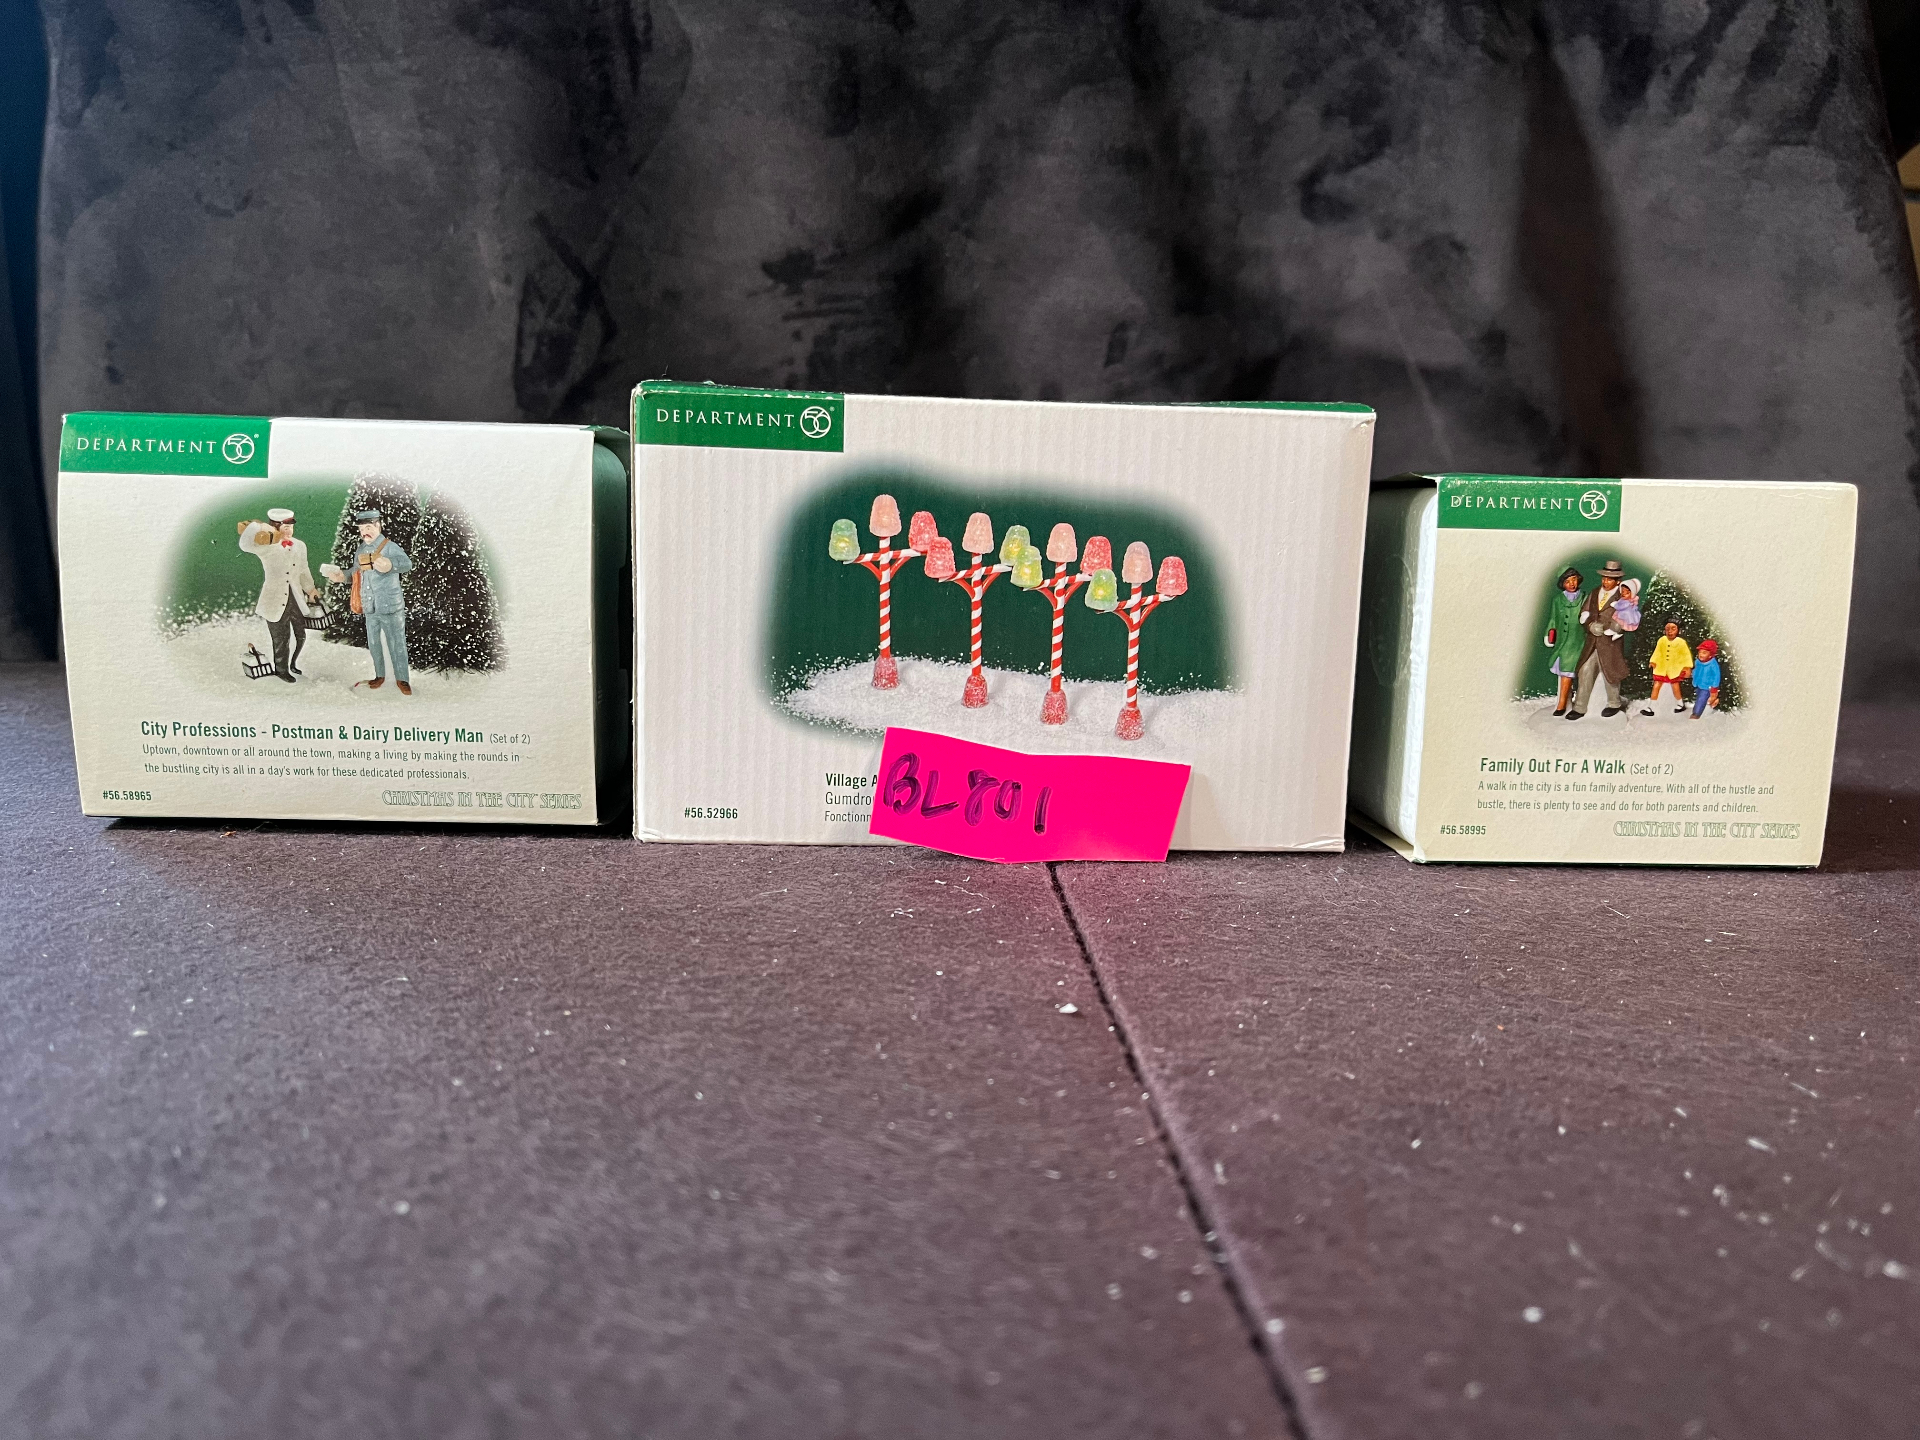 DEPARTMENT 56®
City Professions - Postman & Dairy Delivery Man (Set of 2)
Uptown, downtown or all around the town, making a living by making the rounds in
the bustling city is all in a day's work for these dedicated professionals.
#56.58965
CHRISTMAS IN THE CITY SERIES
DEPARTMENT 56®
Village A
Gumdro
Fonctionn
#56.52966
BL 801
DEPARTMENT 56®
Family Out For A Walk (Set of 2)
A walk in the city is a fun family adventure. With all of the hustle and
bustle, there is plenty to see and do for both parents and children.
#56.58995
CHRISTMAS IN THE CITY SERIES